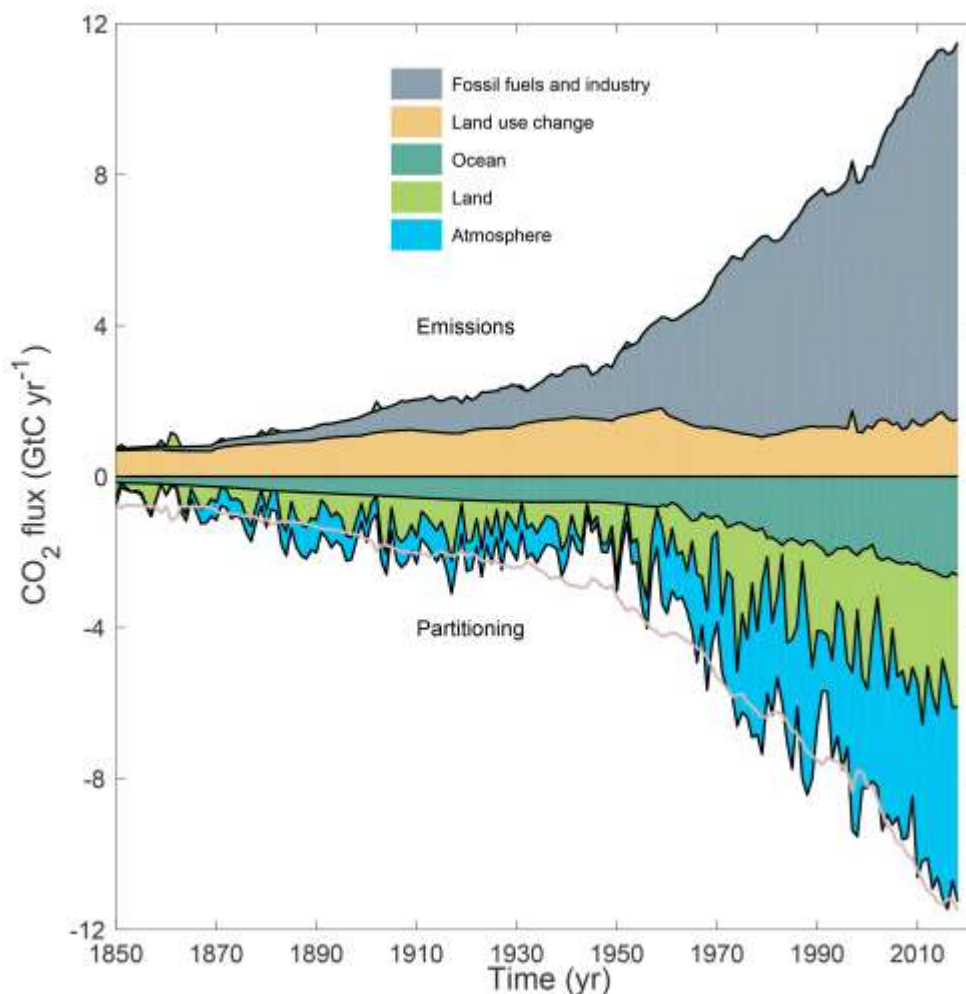 12
Fossil fuels and industry
Land use change
Ocean
8
Land
Atmosphere
4
Emissions
0
CO2 flux (GtC yr-1)
-4
Partitioning
-8
-12
1850 1870 1890 1910 1930 1950 1970 1990 2010
Time (yr)